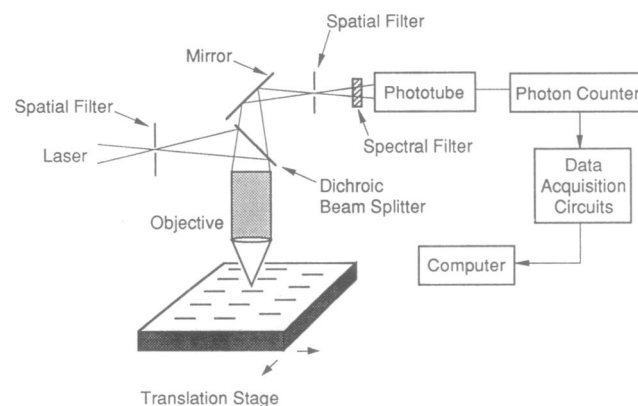 Spatial Filter
Mirror
Spatial Filter
Phototube
Photon Counter
Laser
Spectral Filter
Dichroic
Beam Splitter
Data
Acquisition
Circuits
Objective
Computer
Translation Stage